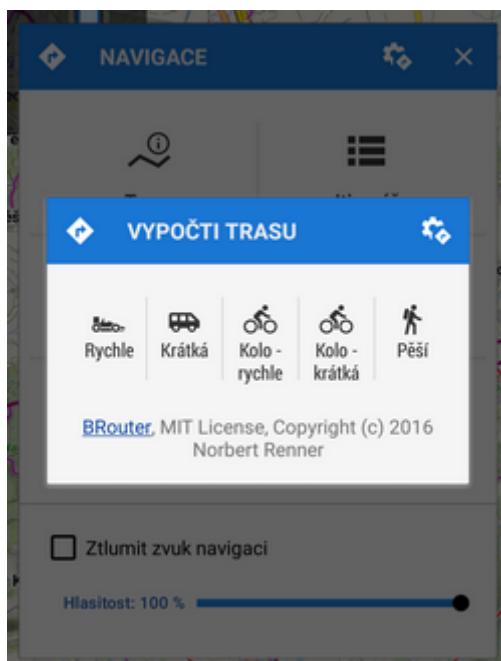 NAVIGACE
VYPOČTI TRASU
Rychle
Krátká
Kolo -
rychle
Kolo -
krátká
Pěší
BRouter, MIT License, Copyright (c) 2016
Norbert Renner
Ztlumit zvuk navigaci
Hlasitost: 100 %